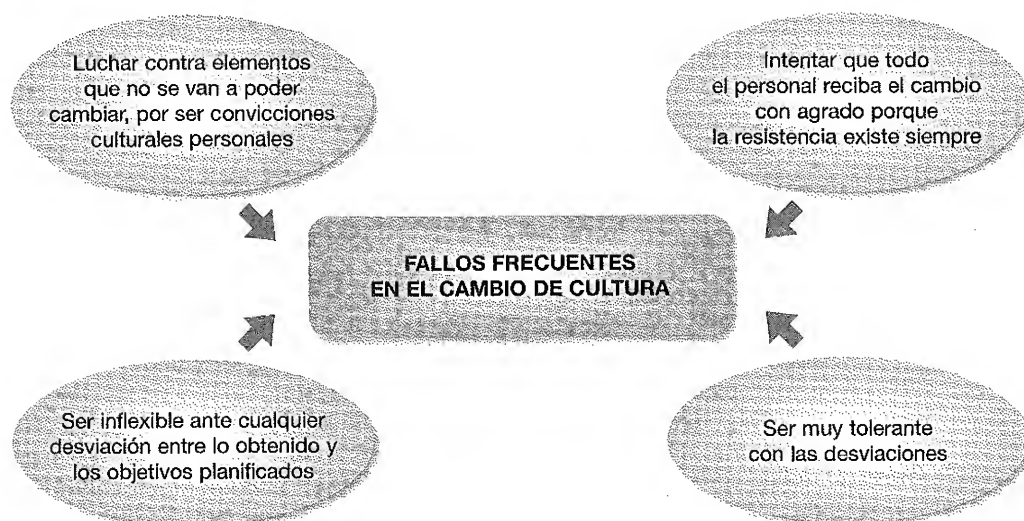 Luchar contra elementos
que no se van a poder
cambiar, por ser convicciones
culturales personales
Intentar que todo
el personal reciba el cambio
con agrado porque
la resistencia existe siempre
FALLOS FRECUENTES
EN EL CAMBIO DE CULTURA
Ser inflexible ante cualquier
desviación entre lo obtenido y
los objetivos planificados
Ser muy tolerante
con las desviaciones